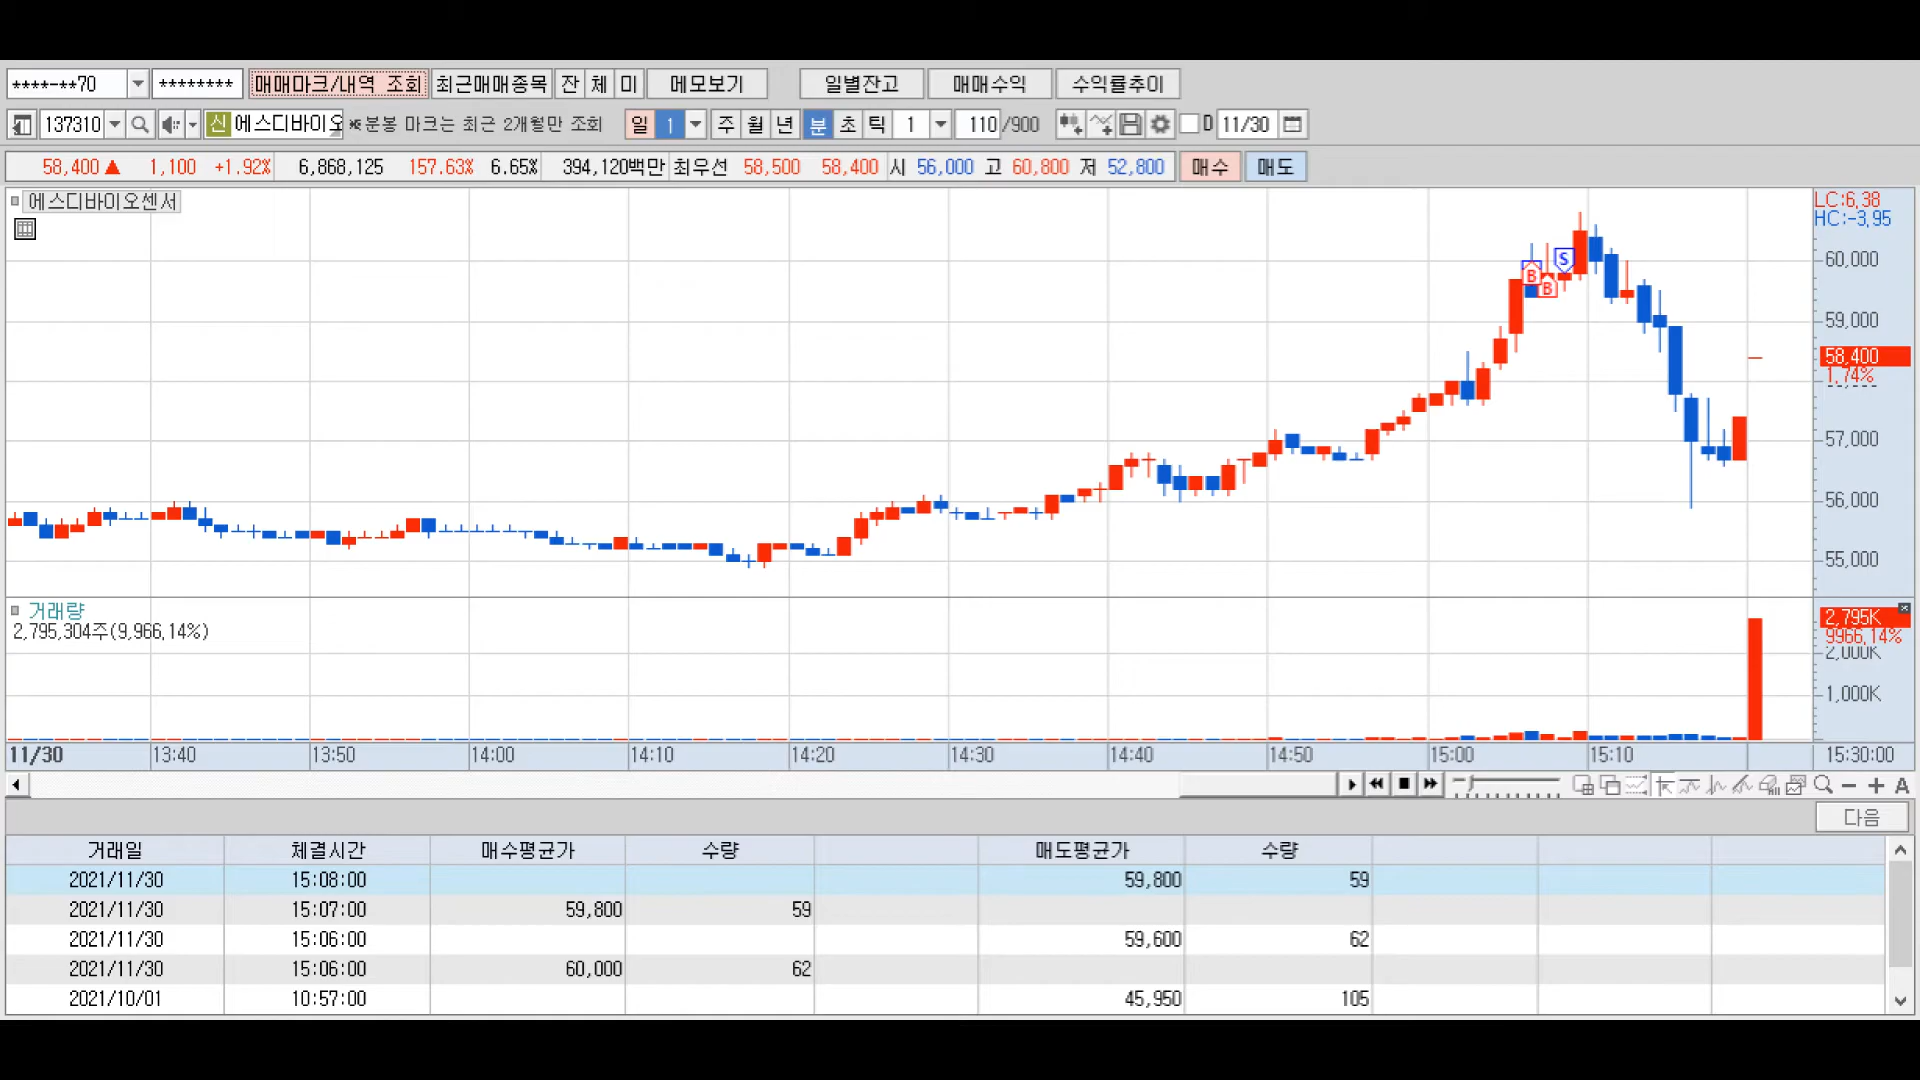 ****-**70 ******** 매매마크/내역 조회 최근매매종목 잔 체 미 메모보기 일별잔고 매매수익 수익률추이
137310 신 에스디바이오 ※분봉 마크는 최근 2개월만 조회 일 1 주 월 년 분 초 틱 1 110/900 D 11/30
58,400 ▲ 1,100 +1.92% 6,868,125 157.63% 6.65% 394,120백만 최우선 58,500 58,400 시 56,000 고 60,800 저 52,800 매수 매도
에스디바이오센서
LC:6,38
HC:-3,95
60,000
S
B
B
59,000
58,400
1,74%
57,000
56,000
55,000
거래량
2,795,304주(9,966,14%)
2,795K
9966,14%
2,000K
1,000K
11/30 13:40 13:50 14:00 14:10 14:20 14:30 14:40 14:50 15:00 15:10 15:30:00
A
다음
거래일 체결시간 매수평균가 수량 매도평균가 수량
2021/11/30 15:08:00 59,800 59
2021/11/30 15:07:00 59,800 59
2021/11/30 15:06:00 59,600 62
2021/11/30 15:06:00 60,000 62
2021/10/01 10:57:00 45,950 105